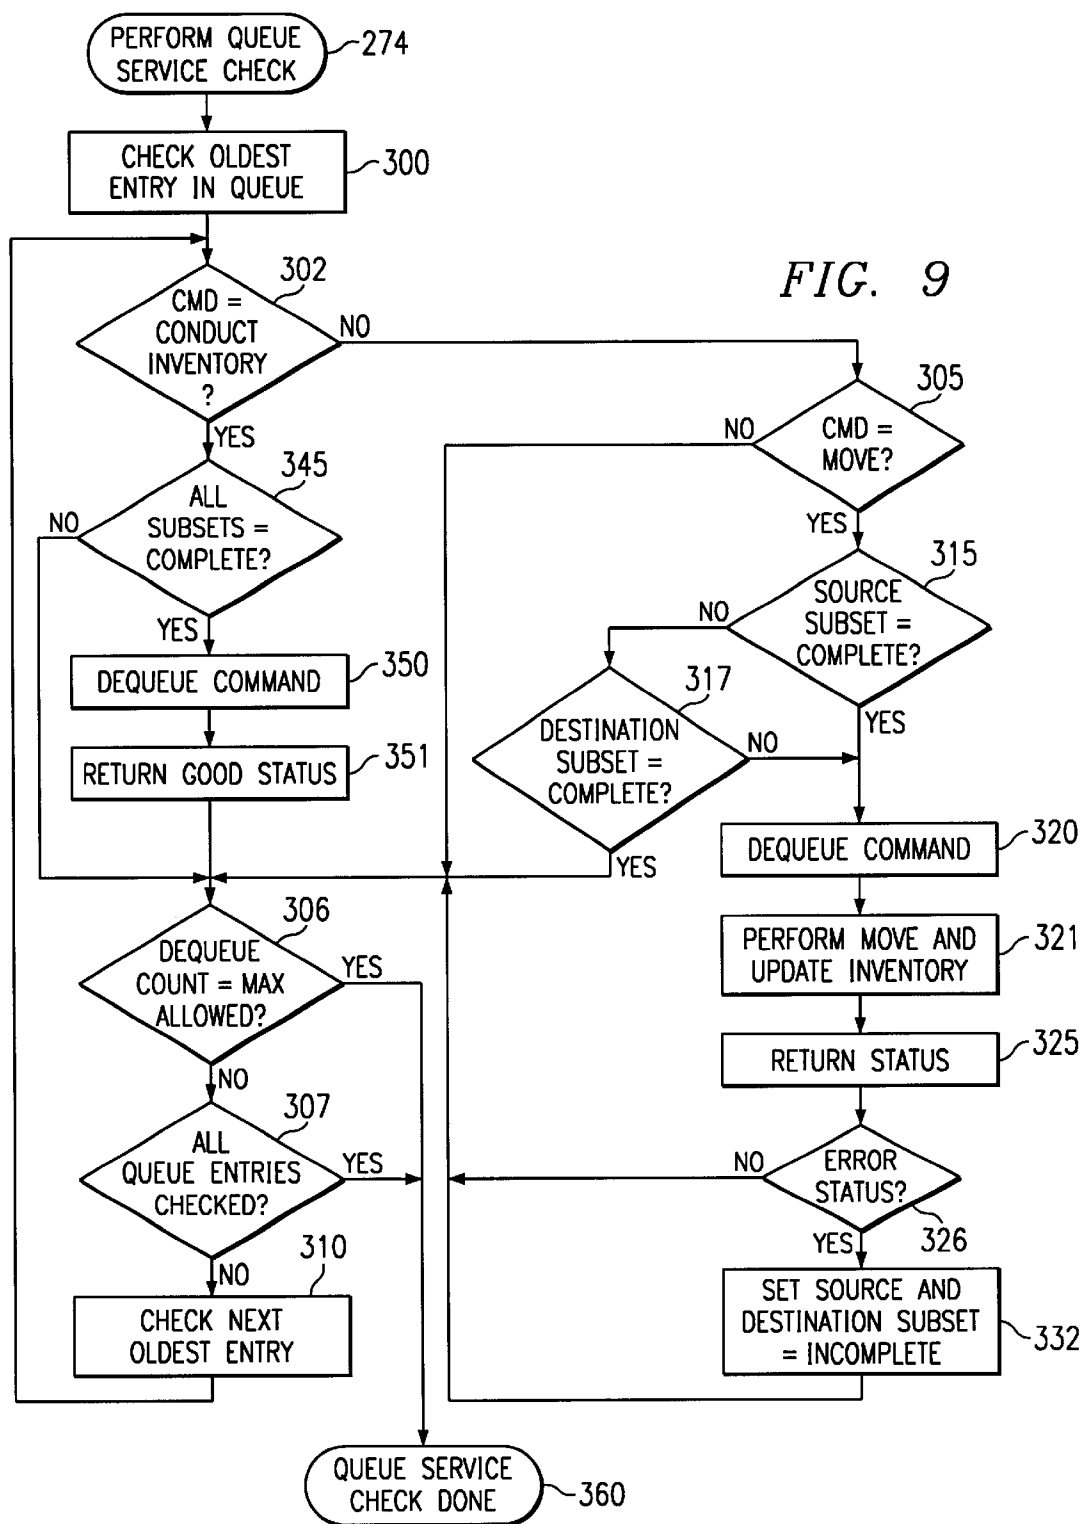 PERFORM QUEUE
SERVICE CHECK
274
CHECK OLDEST
ENTRY IN QUEUE
300
FIG. 9
302
CMD =
CONDUCT
INVENTORY
?
NO
YES
305
CMD =
MOVE?
NO
YES
345
ALL
SUBSETS =
COMPLETE?
NO
YES
315
SOURCE
SUBSET =
COMPLETE?
NO
YES
350
DEQUEUE COMMAND
317
DESTINATION
SUBSET =
COMPLETE?
NO
YES
351
RETURN GOOD STATUS
320
DEQUEUE COMMAND
306
DEQUEUE
COUNT = MAX
ALLOWED?
YES
NO
321
PERFORM MOVE AND
UPDATE INVENTORY
325
RETURN STATUS
307
ALL
QUEUE ENTRIES
CHECKED?
YES
NO
ERROR
STATUS?
326
NO
YES
310
CHECK NEXT
OLDEST ENTRY
SET SOURCE AND
DESTINATION SUBSET
= INCOMPLETE
332
QUEUE SERVICE
CHECK DONE
360